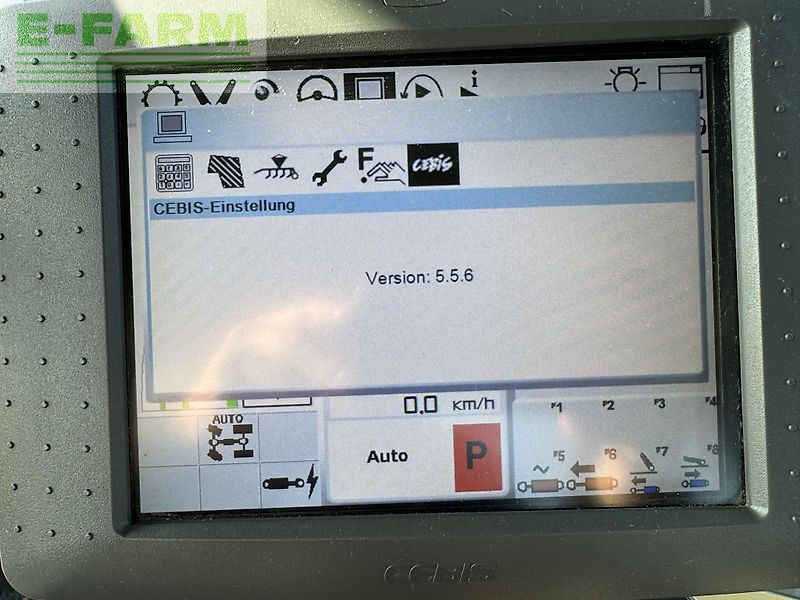 E-FARM
i
F
CEBIS
CEBIS-Einstellung
Version: 5.5.6
0.0 km/h
F1 F2 F3 F4
AUTO
Auto
P
F5 F6 F7 F8
CEBIS